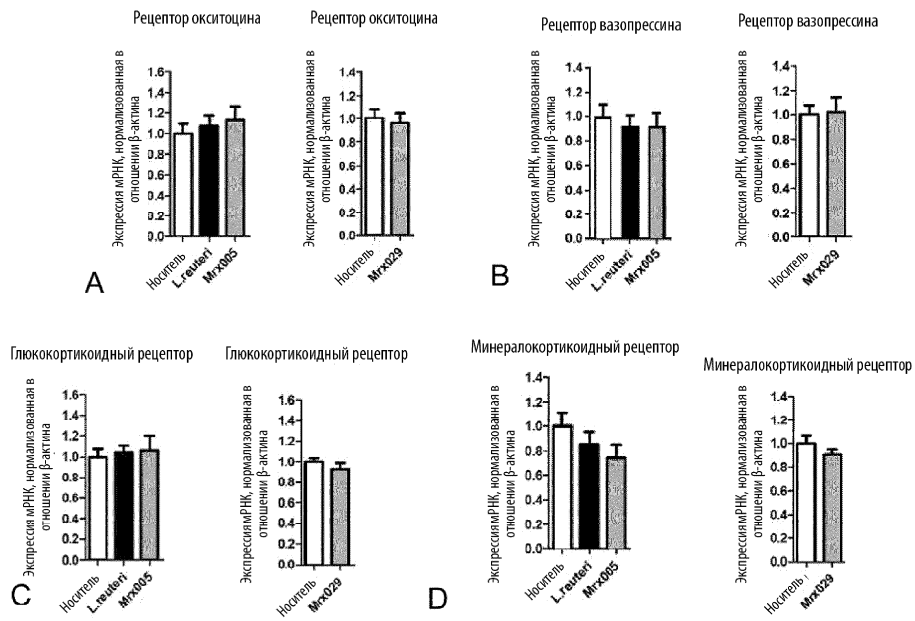 Рецептор окситоцина
Экспрессия мРНК, нормализованная в
отношении β-актина
1.6
1.4
1.2
1.0
0.8
0.6
0.4
0.2
0.0
Носитель
L.reuteri
Mrx005
Рецептор окситоцина
Экспрессия мРНК, нормализованная в
отношении β-актина
1.4
1.2
1.0
0.8
0.6
0.4
0.2
0.0
Носитель
Mrx029
A
Рецептор вазопрессина
Экспрессия мРНК, нормализованная в
отношении β-актина
1.4
1.2
1.0
0.8
0.6
0.4
0.2
0.0
Носитель
L.reuteri
Mrx005
Рецептор вазопрессина
Экспрессия мРНК, нормализованная в
отношении β-актина
1.4
1.2
1.0
0.8
0.6
0.4
0.2
0.0
Носитель
Mrx029
B
Глюкокортикоидный рецептор
Экспрессия мРНК, нормализованная в
отношении β-актина
1.6
1.4
1.2
1.0
0.8
0.6
0.4
0.2
0.0
Носитель
L.reuteri
Mrx005
Глюкокортикоидный рецептор
ЭкспрессиямРНК, нормализованная в
отношении β-актина
1.6
1.4
1.2
1.0
0.8
0.6
0.4
0.2
0.0
Носитель
Mrx029
C
Минералокортикоидный рецептор
Экспрессия мРНК, нормализованная в
отношении β-актина
1.4
1.2
1.0
0.8
0.6
0.4
0.2
0.0
Носитель
L.reuteri
Mrx005
Минералокортикоидный рецептор
Экспрессия мРНК, нормализованная в
отношении β-актина
1.4
1.2
1.0
0.8
0.6
0.4
0.2
0.0
Носитель
Mrx029
D